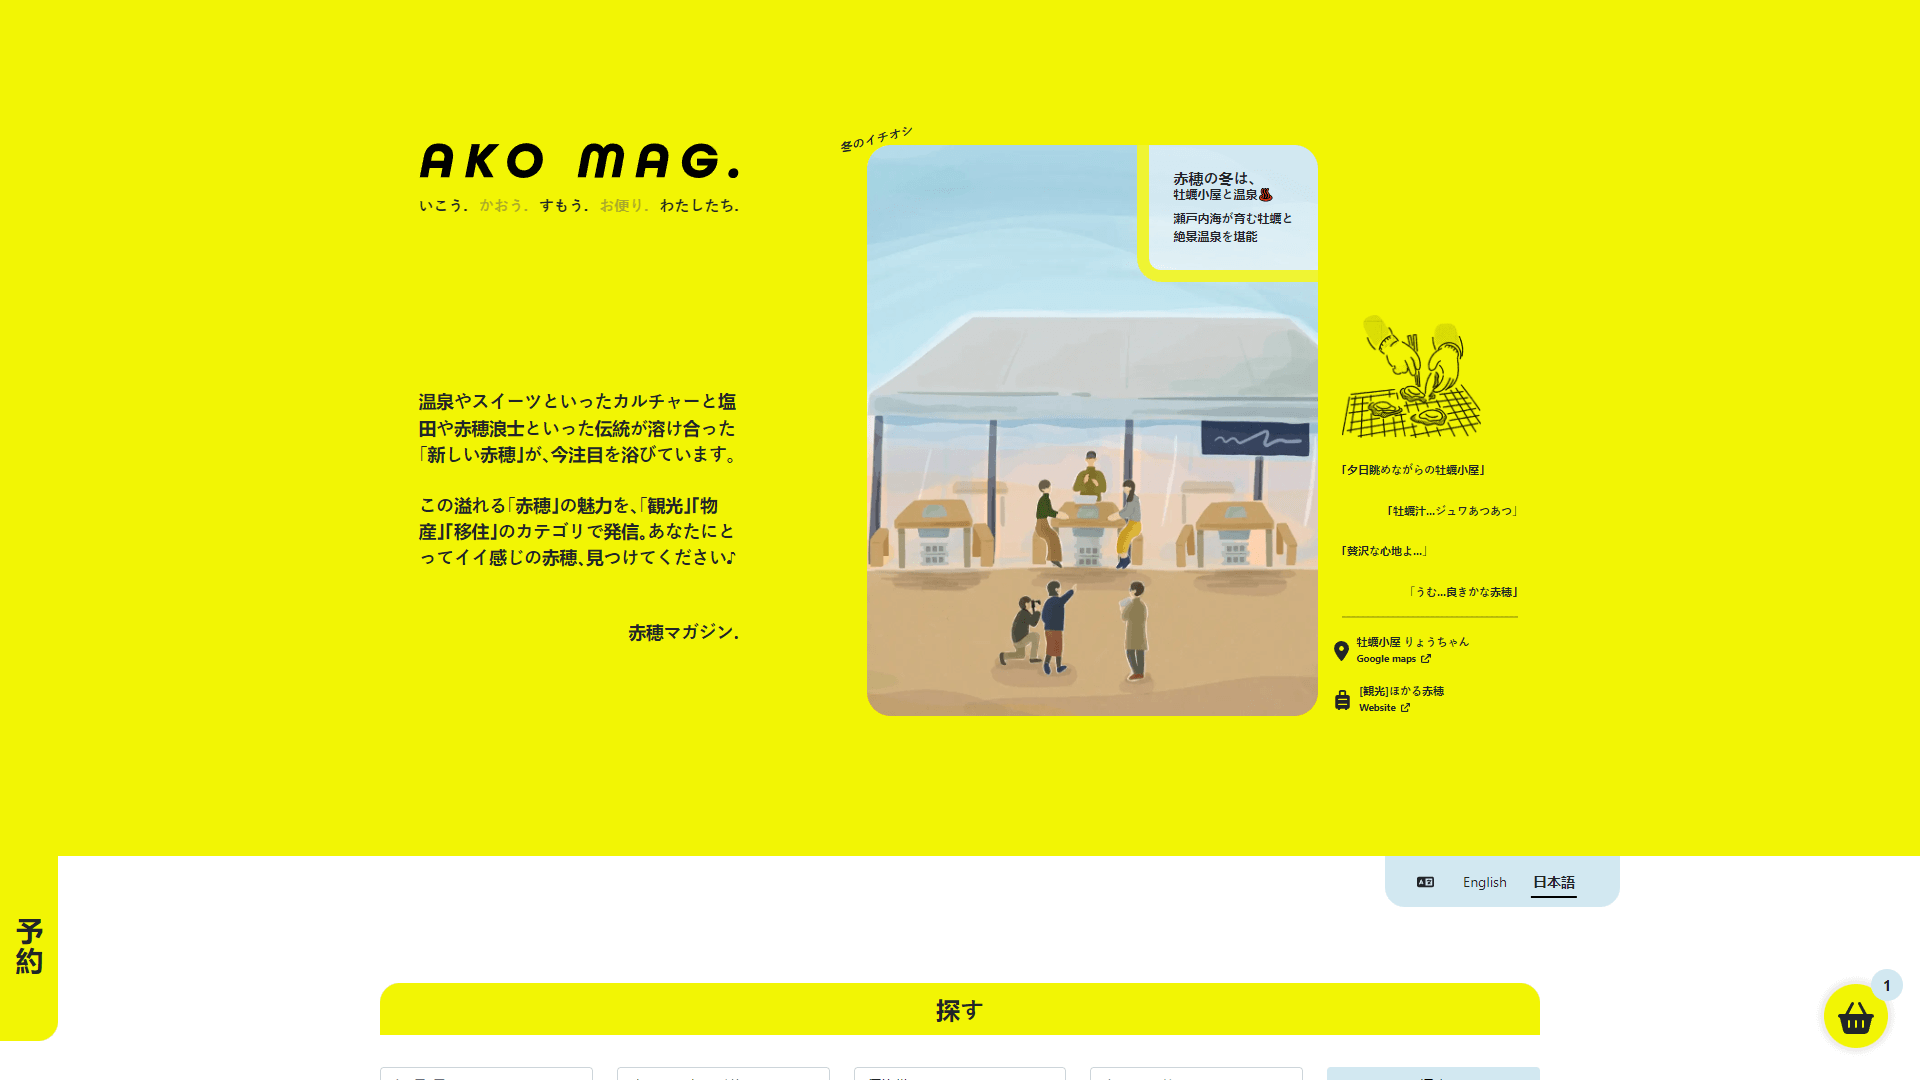 AKO MAG.
いこう. かおう. すもう. お便り. わたしたち.
冬のイチオシ
赤穂の冬は、
牡蠣小屋と温泉
瀬戸内海が育む牡蠣と
絶景温泉を堪能
温泉やスイーツといったカルチャーと塩
田や赤穂浪士といった伝統が溶け合った
「新しい赤穂」が、今注目を浴びています。
この溢れる「赤穂」の魅力を、「観光」「物
産」「移住」のカテゴリで発信。あなたにと
ってイイ感じの赤穂、見つけてください♪
赤穂マガジン.
「夕日眺めながらの牡蠣小屋」
「牡蠣汁...ジュワあつあつ」
「贅沢な心地よ...」
「うむ...良きかな赤穂」
牡蠣小屋 りょうちゃん
Google maps
[観光]ほかる赤穂
Website
English
日本語
予約
探す
1